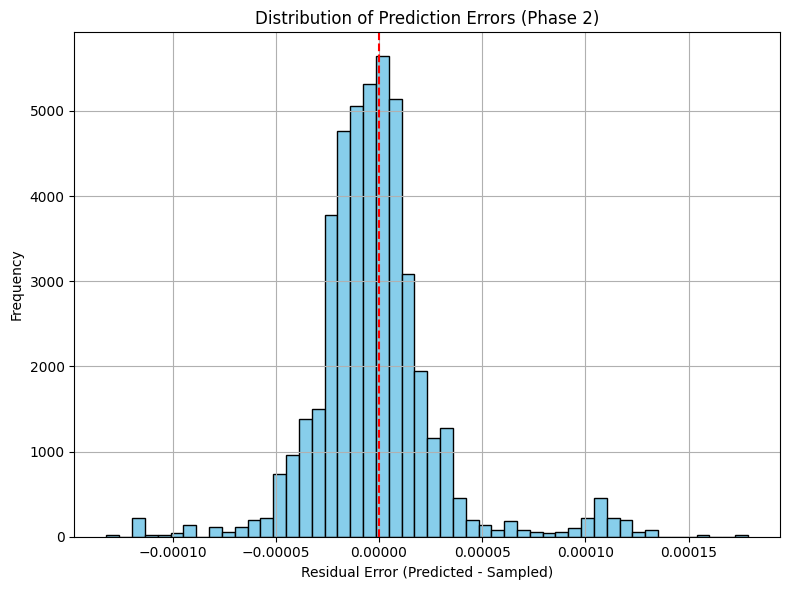 Distribution of Prediction Errors (Phase 2)
Frequency
5000
4000
3000
2000
1000
0
−0.00010 −0.00005 0.00000 0.00005 0.00010 0.00015
Residual Error (Predicted - Sampled)